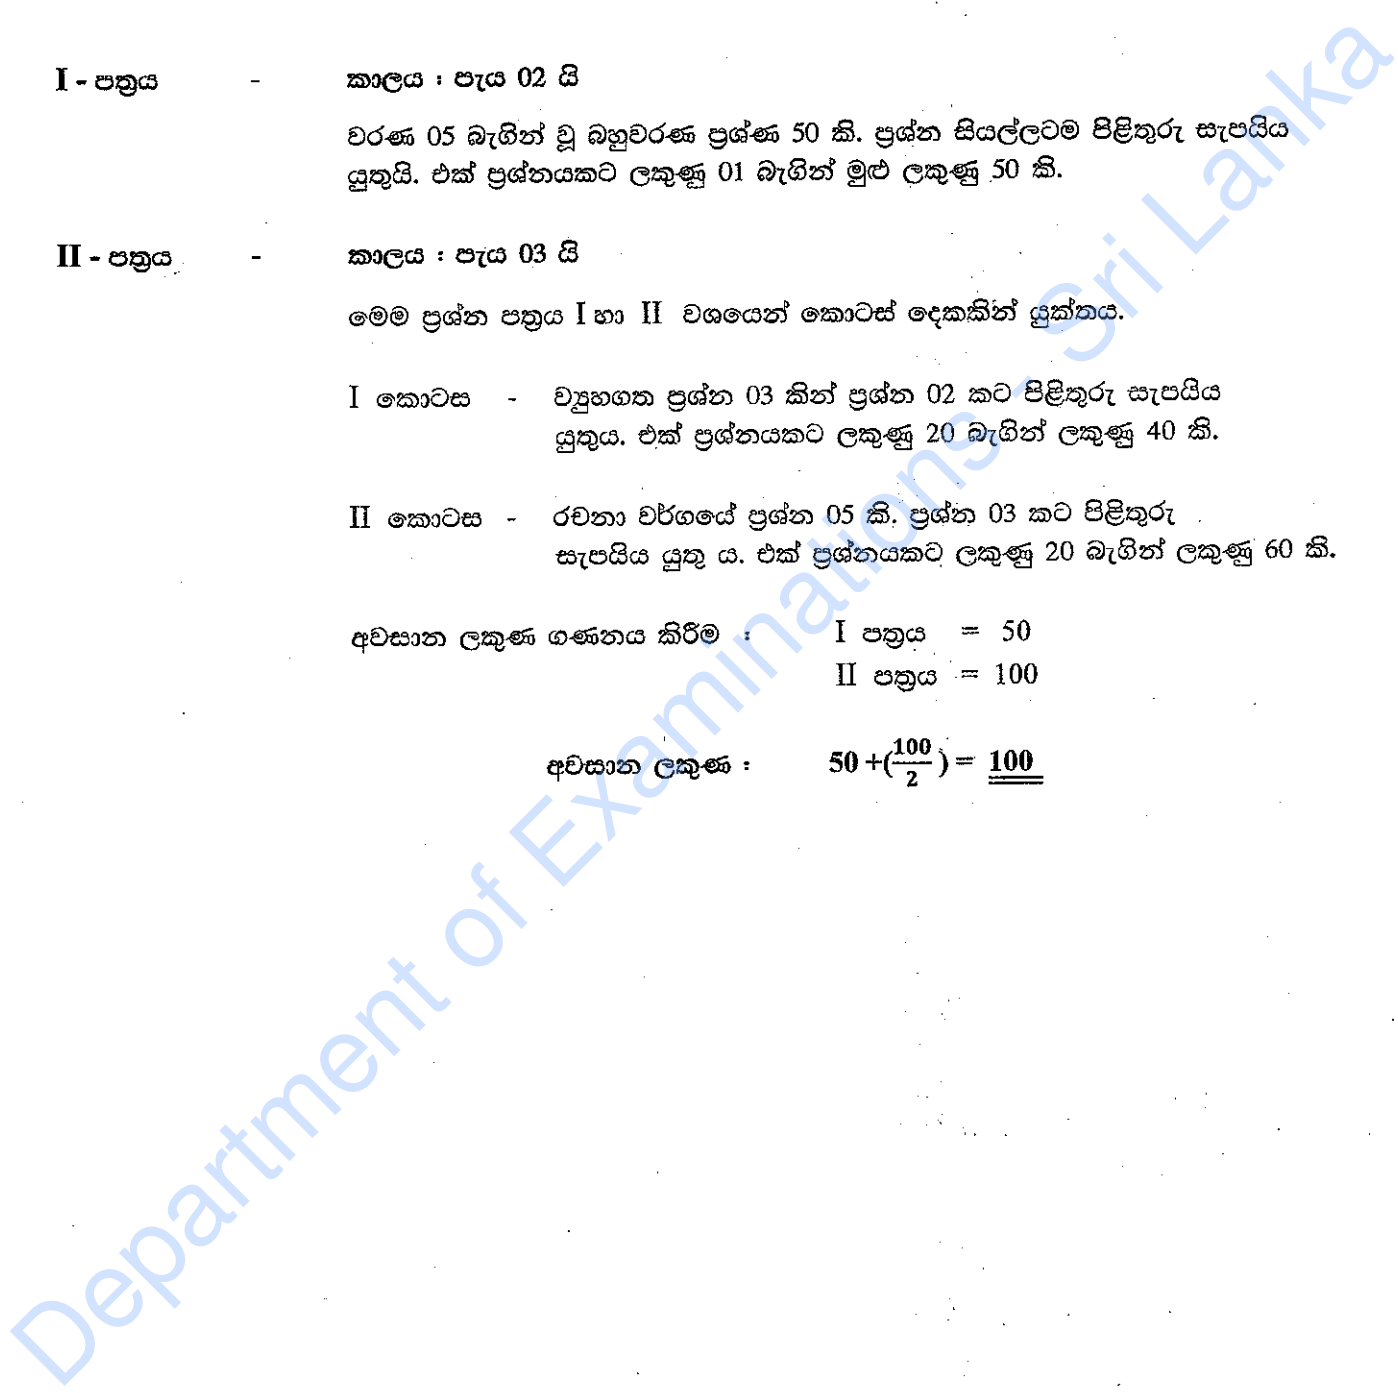 I - පත්‍රය - කාලය : පැය 02 යි
වරණ 05 බැගින් වූ බහුවරණ ප්‍රශ්ණ 50 කි. ප්‍රශ්න සියල්ලටම පිළිතුරු සැපයිය
යුතුයි. එක් ප්‍රශ්නයකට ලකුණු 01 බැගින් මුළු ලකුණු 50 කි.
II - පත්‍රය - කාලය : පැය 03 යි
මෙම ප්‍රශ්න පත්‍රය I හා II වශයෙන් කොටස් දෙකකින් යුක්තය.
I කොටස - ව්‍යුහගත ප්‍රශ්න 03 කින් ප්‍රශ්න 02 කට පිළිතුරු සැපයිය
යුතුය. එක් ප්‍රශ්නයකට ලකුණු 20 බැගින් ලකුණු 40 කි.
II කොටස - රචනා වර්ගයේ ප්‍රශ්න 05 කි. ප්‍රශ්න 03 කට පිළිතුරු
සැපයිය යුතු ය. එක් ප්‍රශ්නයකට ලකුණු 20 බැගින් ලකුණු 60 කි.
අවසාන ලකුණ ගණනය කිරීම : I පත්‍රය = 50
II පත්‍රය = 100
අවසාන ලකුණ : 50 +(100/2) = 100
Department of Examinations - Sri Lanka